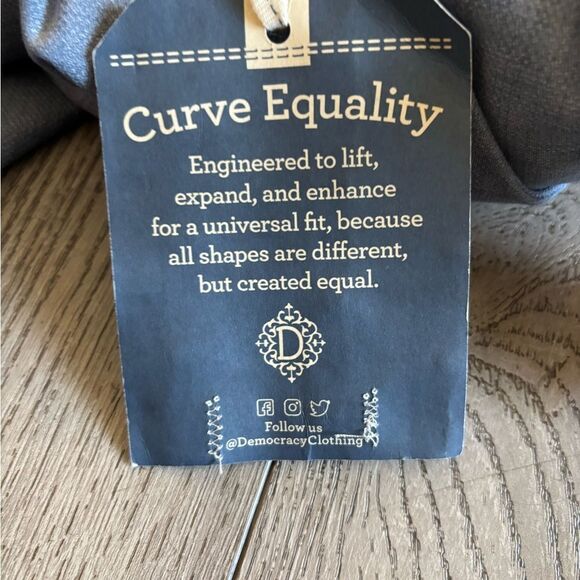 Curve Equality
Engineered to lift,
expand, and enhance
for a universal fit, because
all shapes are different,
but created equal.
D
Follow us
@DemocracyClothing